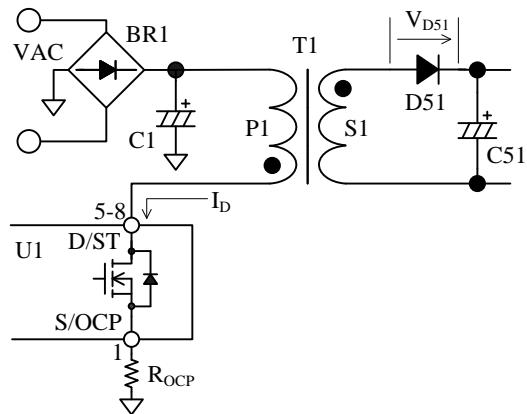 VAC
BR1
T1
V_D51
D51
C1
P1
S1
C51
5-8
I_D
D/ST
U1
S/OCP
1
R_OCP